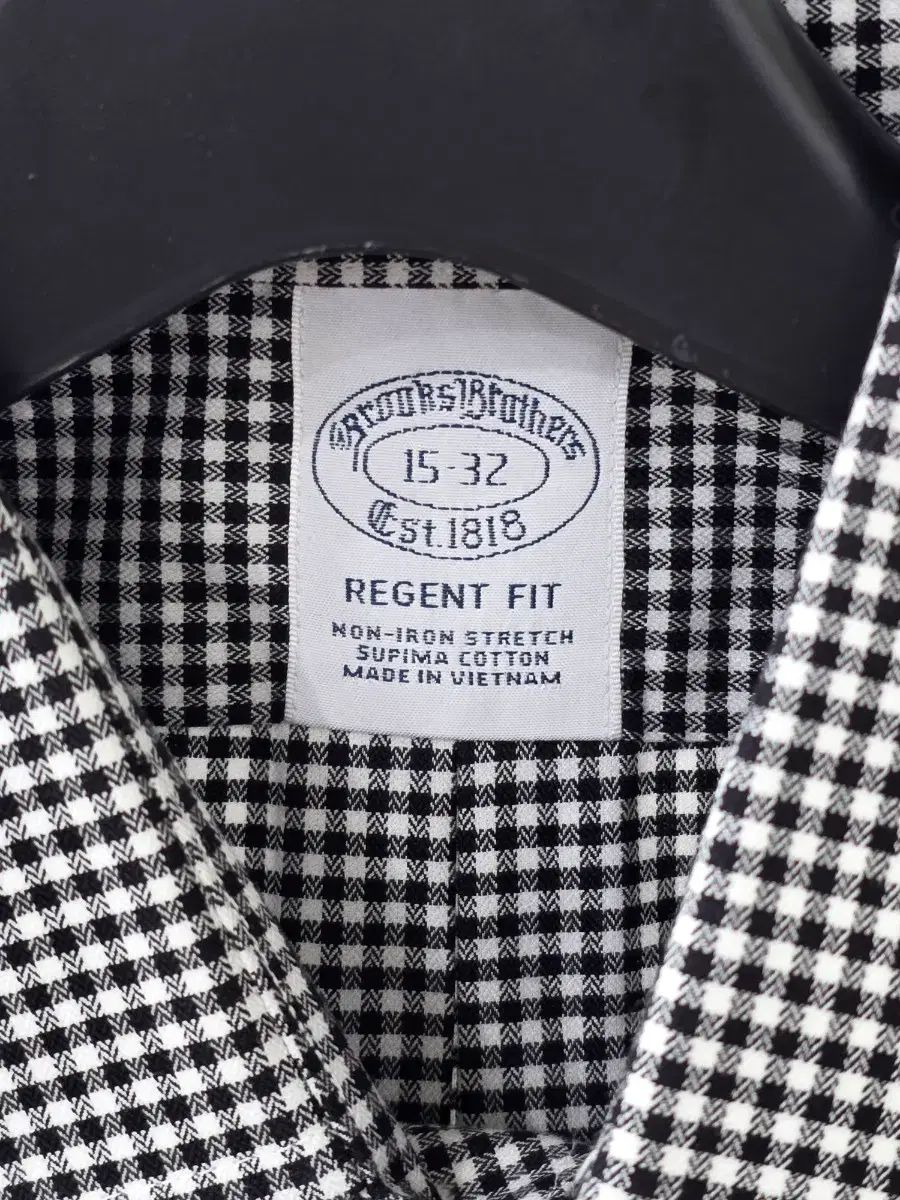 Brooks Brothers
15-32
Est.1818
REGENT FIT
NON-IRON STRETCH
SUPIMA COTTON
MADE IN VIETNAM